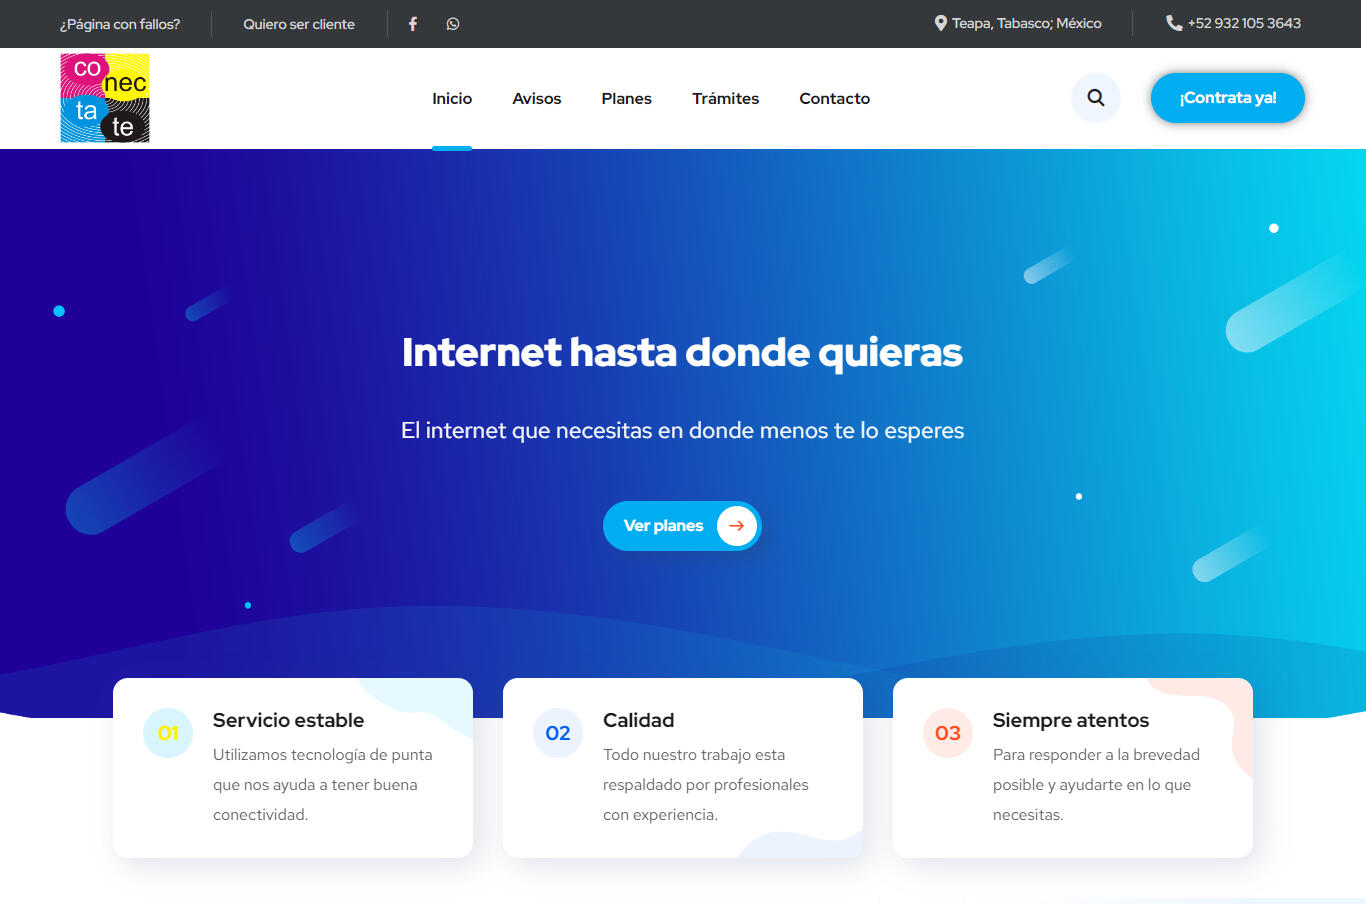 ¿Página con fallos?
Quiero ser cliente
Teapa, Tabasco; México
+52 932 105 3643
co
nec
ta
te
Inicio
Avisos
Planes
Trámites
Contacto
¡Contrata ya!
Internet hasta donde quieras
El internet que necesitas en donde menos te lo esperes
Ver planes
01
Servicio estable
Utilizamos tecnología de punta
que nos ayuda a tener buena
conectividad.
02
Calidad
Todo nuestro trabajo esta
respaldado por profesionales
con experiencia.
03
Siempre atentos
Para responder a la brevedad
posible y ayudarte en lo que
necesitas.